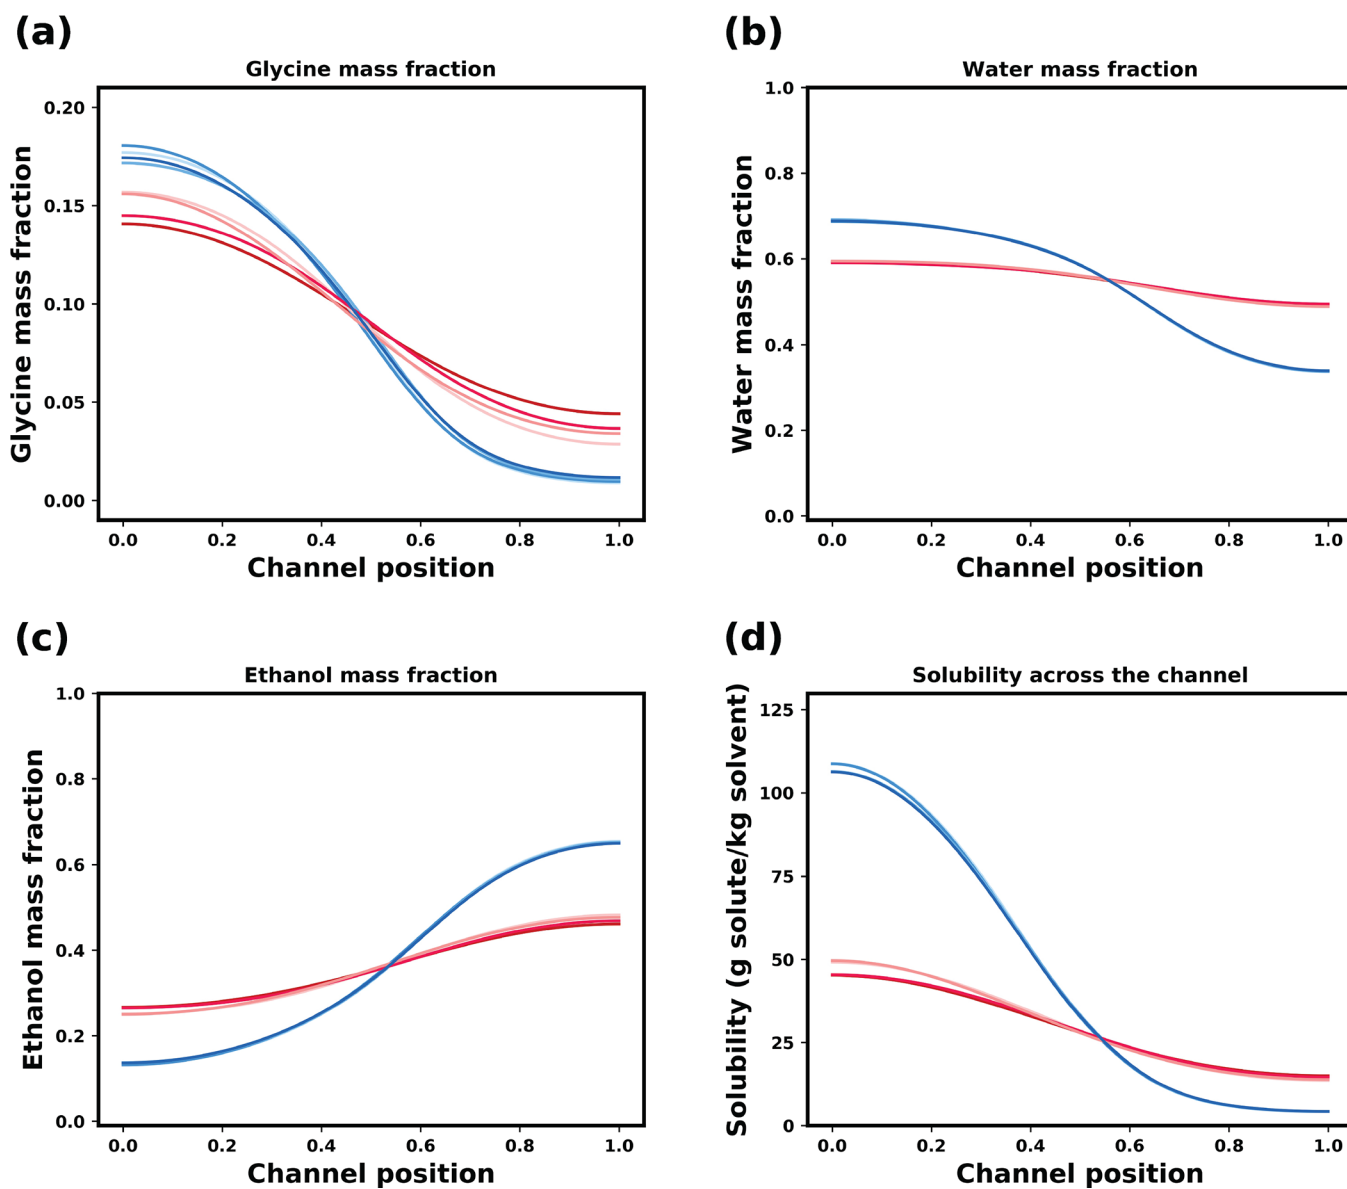 (a)
Glycine mass fraction
Glycine mass fraction
0.20
0.15
0.10
0.05
0.00
0.0 0.2 0.4 0.6 0.8 1.0
Channel position
(b)
Water mass fraction
Water mass fraction
1.0
0.8
0.6
0.4
0.2
0.0
0.0 0.2 0.4 0.6 0.8 1.0
Channel position
(c)
Ethanol mass fraction
Ethanol mass fraction
1.0
0.8
0.6
0.4
0.2
0.0
0.0 0.2 0.4 0.6 0.8 1.0
Channel position
(d)
Solubility across the channel
Solubility (g solute/kg solvent)
125
100
75
50
25
0
0.0 0.2 0.4 0.6 0.8 1.0
Channel position